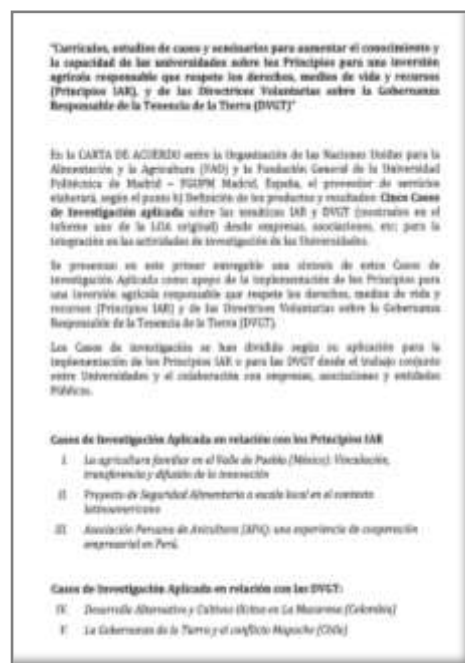 "Currículos, estudios de casos y seminarios para aumentar el conocimiento y
la capacidad de las universidades sobre los Principios para una inversión
agrícola responsable que respete los derechos, medios de vida y recursos
(Principios IAR), y de las Directrices Voluntarias sobre la Gobernanza
Responsable de la Tenencia de la Tierra (DVGT)"
En la CARTA DE ACUERDO entre la Organización de las Naciones Unidas para la
Alimentación y la Agricultura (FAO) y la Fundación General de la Universidad
Politécnica de Madrid – FGUPM Madrid, España, el proveedor de servicios
elaborará, según el punto b) Definición de los productos y resultados: Cinco Casos
de Investigación aplicada sobre las temáticas IAR y DVGT (mostrados en el
informe uno de la LOA original) desde empresas, asociaciones, etc; para la
integración en las actividades de investigación de las Universidades.
Se presentan en este primer entregable una síntesis de estos Casos de
investigación Aplicada como apoyo de la implementación de los Principios para
una inversión agrícola responsable que respete los derechos, medios de vida y
recursos (Principios IAR) y de las Directrices Voluntarias sobre la Gobernanza
Responsable de la Tenencia de la Tierra (DVGT).
Los Casos de investigación se han dividido según su aplicación para la
implementación de los Principios IAR o para las DVGT desde el trabajo conjunto
entre Universidades y el colaboración con empresas, asociaciones y entidades
Públicas.
Casos de Investigación Aplicada en relación con los Principios IAR
I. La agricultura familiar en el Valle de Puebla (México): Vinculación,
transferencia y difusión de la innovación
II. Proyecto de Seguridad Alimentaria a escala local en el contexto
latinoamericano
III. Asociación Peruana de Avicultura (APA): una experiencia de cooperación
empresarial en Perú.
Casos de Investigación Aplicada en relación con las DVGT:
IV. Desarrollo Alternativo y Cultivos Ilícitos en La Macarena (Colombia)
V. La Gobernanza de la Tierra y el conflicto Mapuche (Chile)